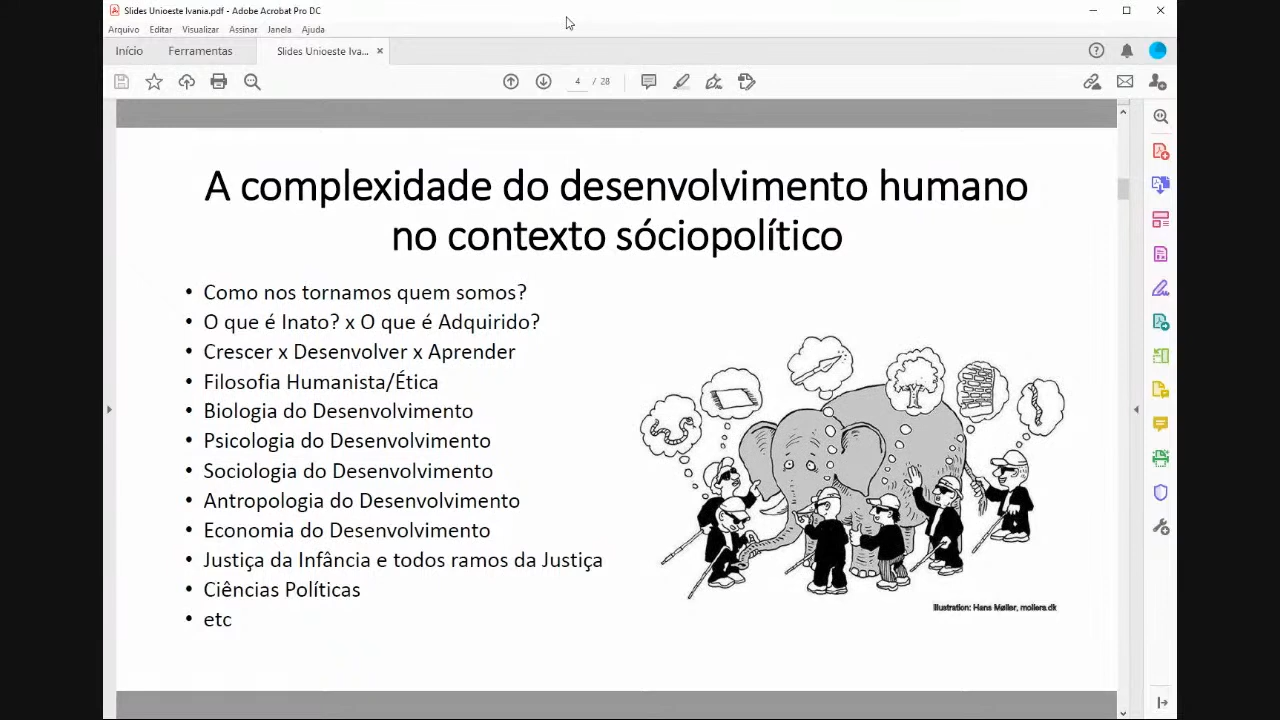 Slides Unioeste Ivania.pdf - Adobe Acrobat Pro DC
Arquivo Editar Visualizar Assinar Janela Ajuda
Início Ferramentas Slides Unioeste Iva... ×
4 / 28
A complexidade do desenvolvimento humano
no contexto sóciopolítico
• Como nos tornamos quem somos?
• O que é Inato? x O que é Adquirido?
• Crescer x Desenvolver x Aprender
• Filosofia Humanista/Ética
• Biologia do Desenvolvimento
• Psicologia do Desenvolvimento
• Sociologia do Desenvolvimento
• Antropologia do Desenvolvimento
• Economia do Desenvolvimento
• Justiça da Infância e todos ramos da Justiça
• Ciências Políticas
• etc
Illustration: Hans Møller, mollers.dk